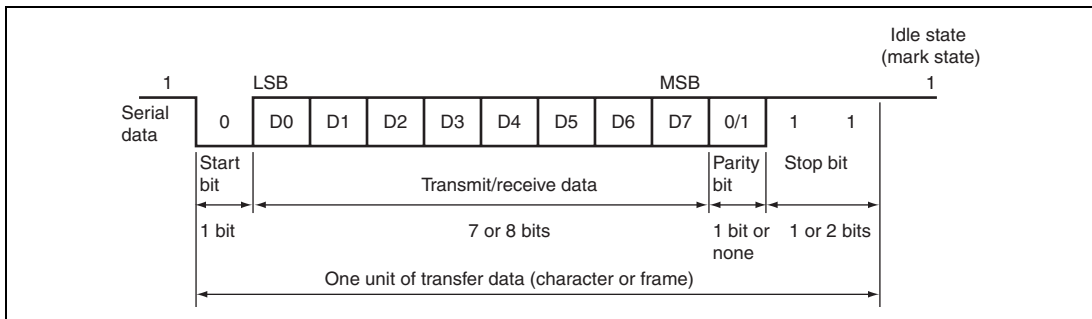 Idle state
(mark state)
1 LSB MSB 1
Serial
data
0 D0 D1 D2 D3 D4 D5 D6 D7 0/1 1 1
Start
bit
Transmit/receive data
Parity
bit
Stop bit
1 bit
7 or 8 bits
1 bit or
none
1 or 2 bits
One unit of transfer data (character or frame)